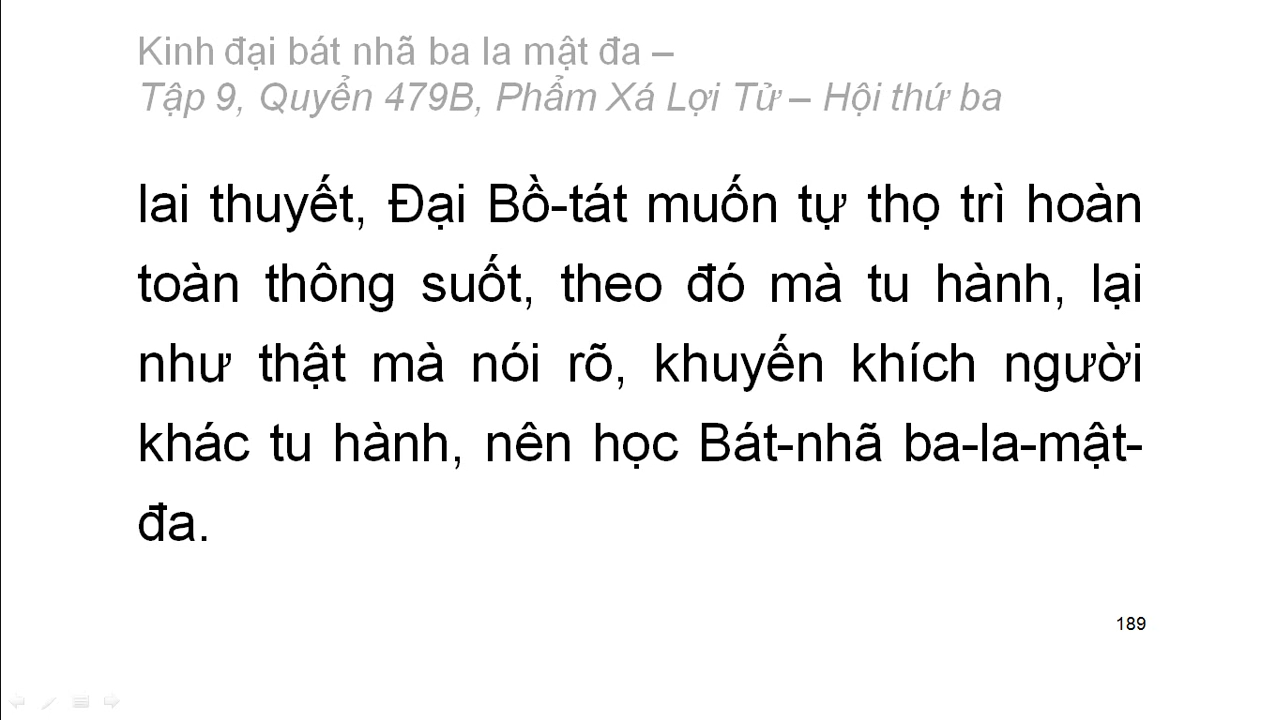 Kinh đại bát nhã ba la mật đa –
Tập 9, Quyển 479B, Phẩm Xá Lợi Tử – Hội thứ ba
lai thuyết, Đại Bồ-tát muốn tự thọ trì hoàn
toàn thông suốt, theo đó mà tu hành, lại
như thật mà nói rõ, khuyến khích người
khác tu hành, nên học Bát-nhã ba-la-mật-
đa.
189